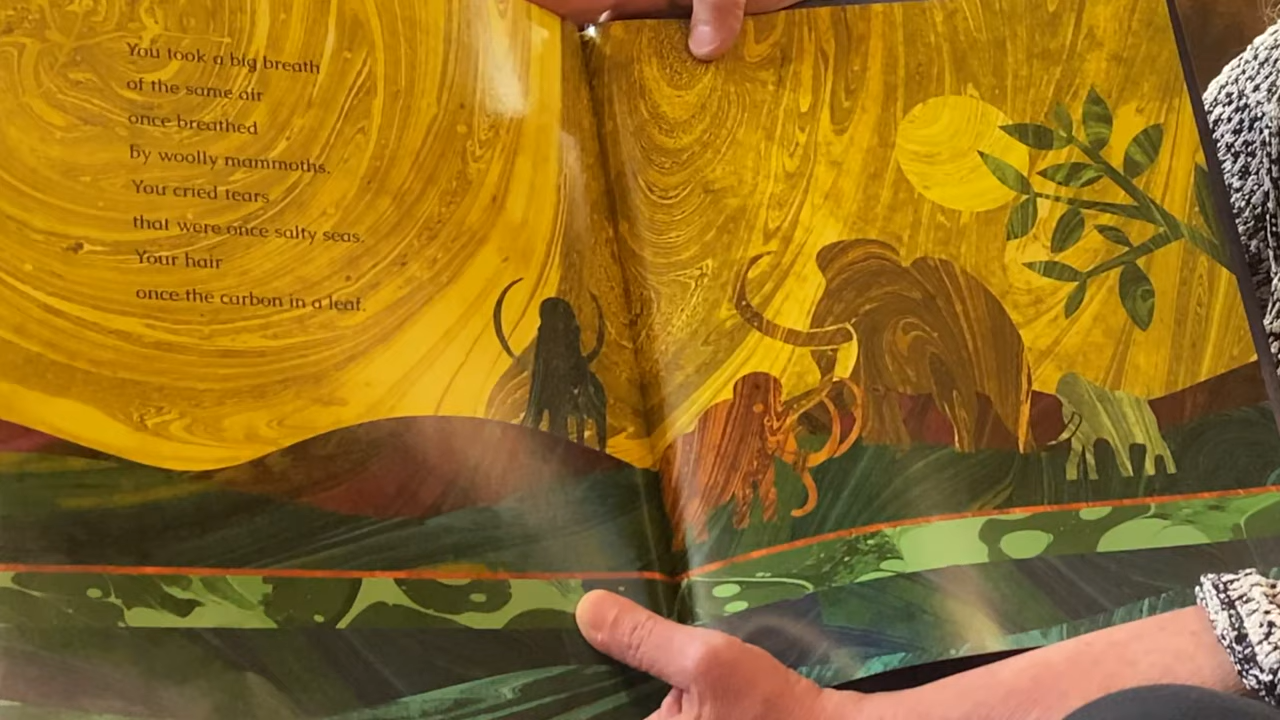 You took a big breath
of the same air
once breathed
by woolly mammoths.
You cried tears
that were once salty seas.
Your hair
once the carbon in a leaf.